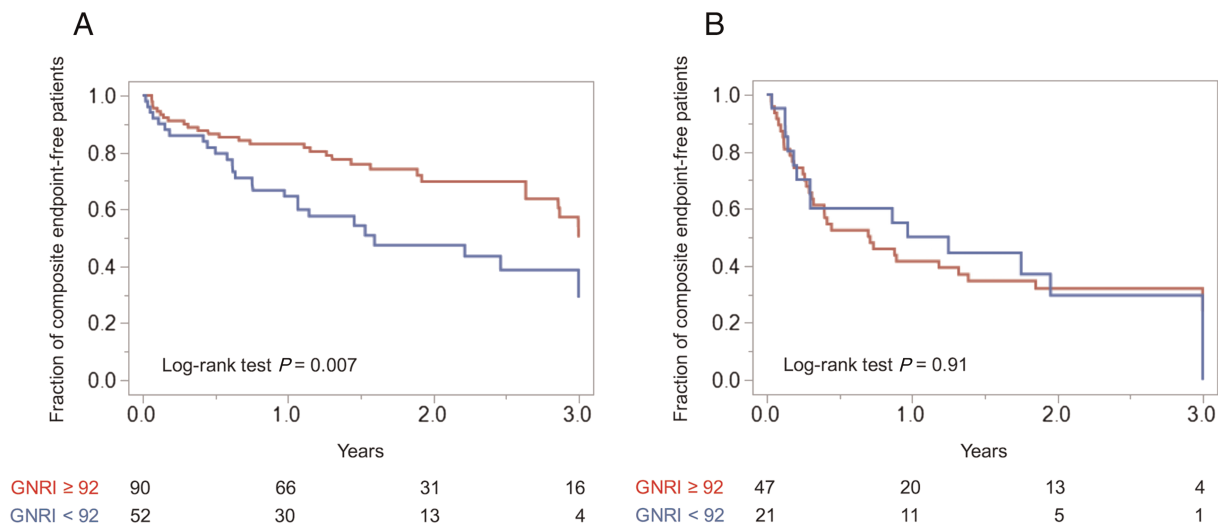 A
Fraction of composite endpoint-free patients
1.0
0.8
0.6
0.4
0.2
0.0
Log-rank test P = 0.007
0.0 1.0 2.0 3.0
Years
GNRI ≥ 92 90 66 31 16
GNRI < 92 52 30 13 4
B
Fraction of composite endpoint-free patients
1.0
0.8
0.6
0.4
0.2
0.0
Log-rank test P = 0.91
0.0 1.0 2.0 3.0
Years
GNRI ≥ 92 47 20 13 4
GNRI < 92 21 11 5 1